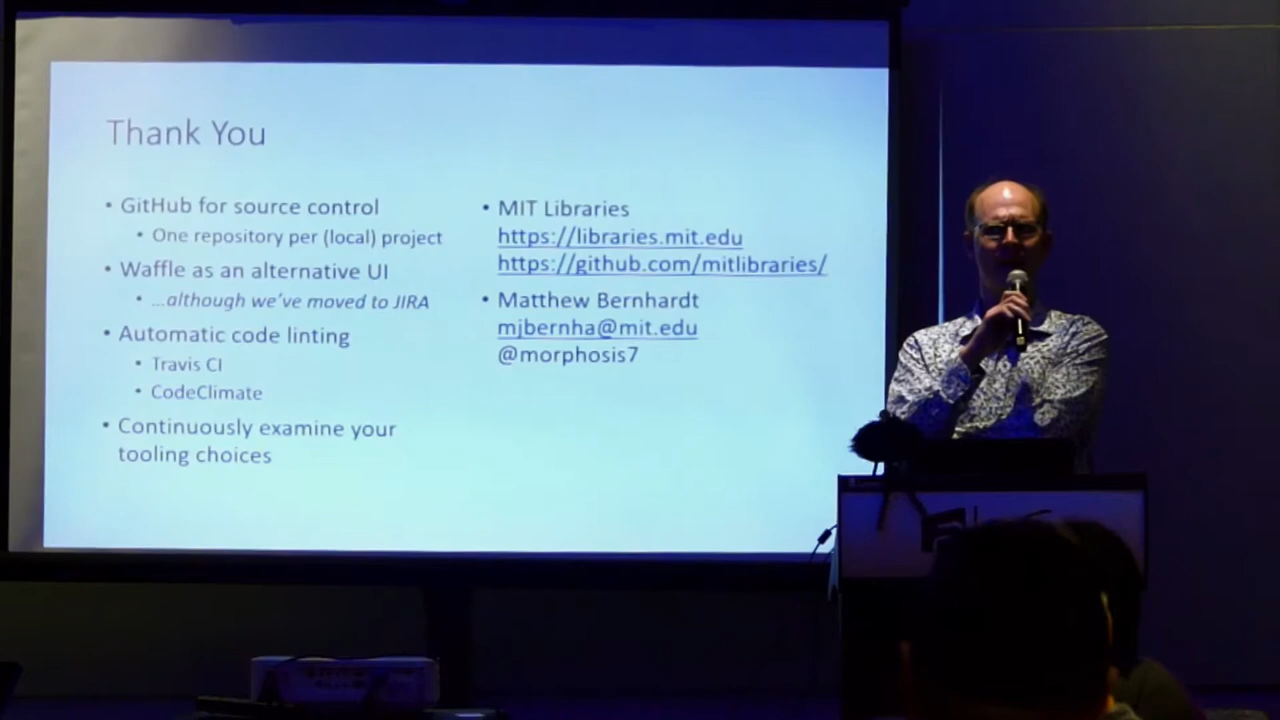 Thank You
• GitHub for source control
• One repository per (local) project
• Waffle as an alternative UI
• ...although we've moved to JIRA
• Automatic code linting
• Travis CI
• CodeClimate
• Continuously examine your
tooling choices
• MIT Libraries
https://libraries.mit.edu
https://github.com/mitlibraries/
• Matthew Bernhardt
mjbernha@mit.edu
@morphosis7